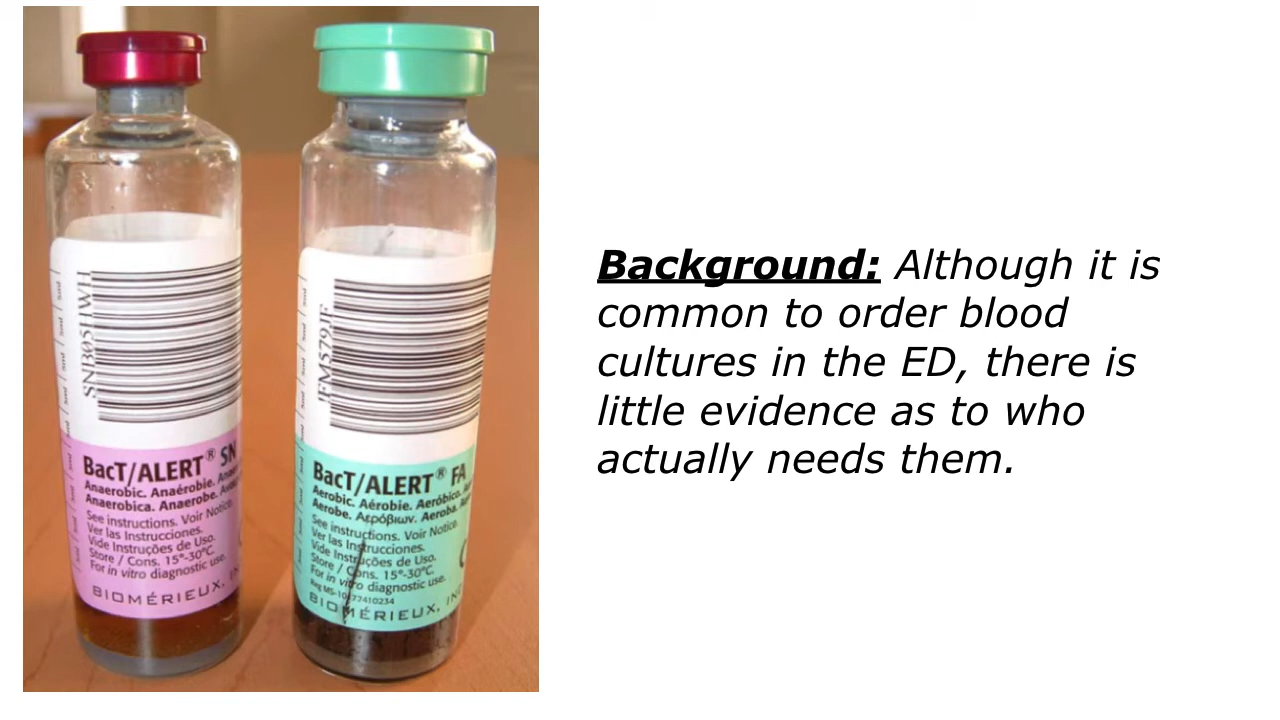 SNB051WH
BacT/ALERT® SN
Anaerobic. Anaérobie.
Anaerobica. Anaerobe.
See instructions. Voir Notice.
Ver las Instrucciones.
Vide Instruções de Uso.
Store / Cons. 15°-30°C.
For in vitro diagnostic use.
BIOMÉRIEUX,
BacT/ALERT® FA
Aerobic. Aérobie. Aeróbico.
Aerobe. Αερόβιων. Aeroba.
See instructions. Voir Notice.
Ver las Instrucciones.
Vide Instruções de Uso.
Store / Cons. 15°-30°C.
For in vitro diagnostic use.
BIOMÉRIEUX,
Background: Although it is
common to order blood
cultures in the ED, there is
little evidence as to who
actually needs them.